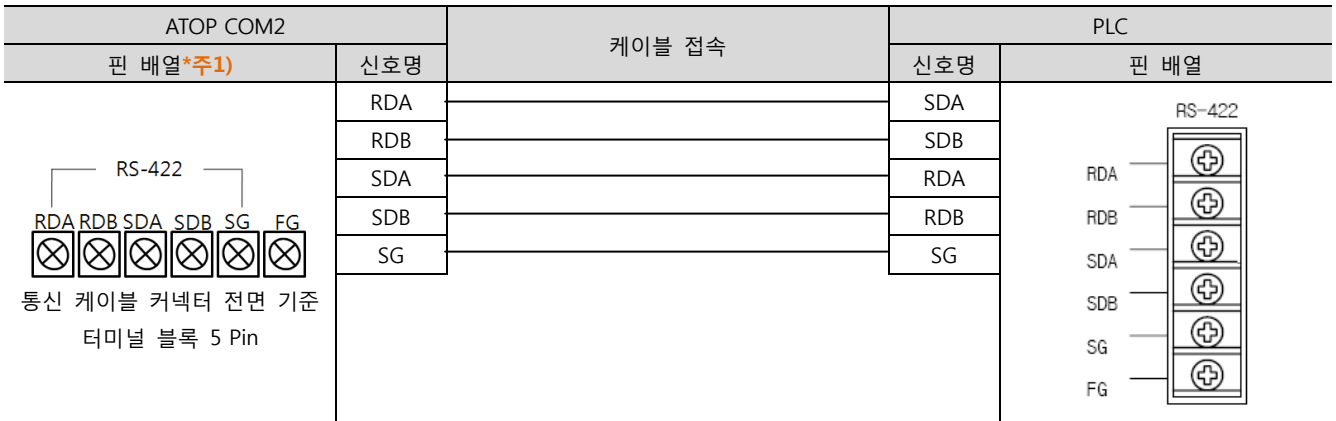 ATOP COM2 케이블 접속 PLC
핀 배열*주1) 신호명 신호명 핀 배열
RDA SDA
RDB SDB
SDA RDA
SDB RDB
SG SG
RS-422
RDA RDB SDA SDB SG FG
통신 케이블 커넥터 전면 기준
터미널 블록 5 Pin
RS-422
RDA
RDB
SDA
SDB
SG
FG